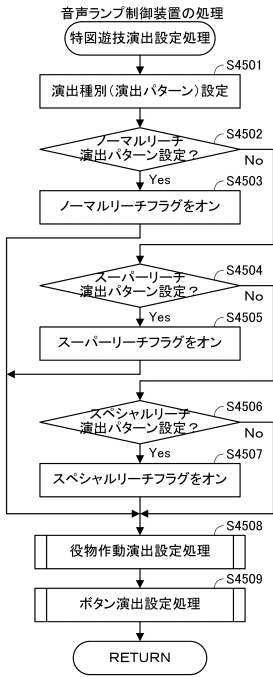 音声ランプ制御装置の処理
特図遊技演出設定処理
S4501
演出種別(演出パターン)設定
S4502
ノーマルリーチ
演出パターン設定?
No
Yes
S4503
ノーマルリーチフラグをオン
S4504
スーパーリーチ
演出パターン設定?
No
Yes
S4505
スーパーリーチフラグをオン
S4506
スペシャルリーチ
演出パターン設定?
No
Yes
S4507
スペシャルリーチフラグをオン
S4508
役物作動演出設定処理
S4509
ボタン演出設定処理
RETURN